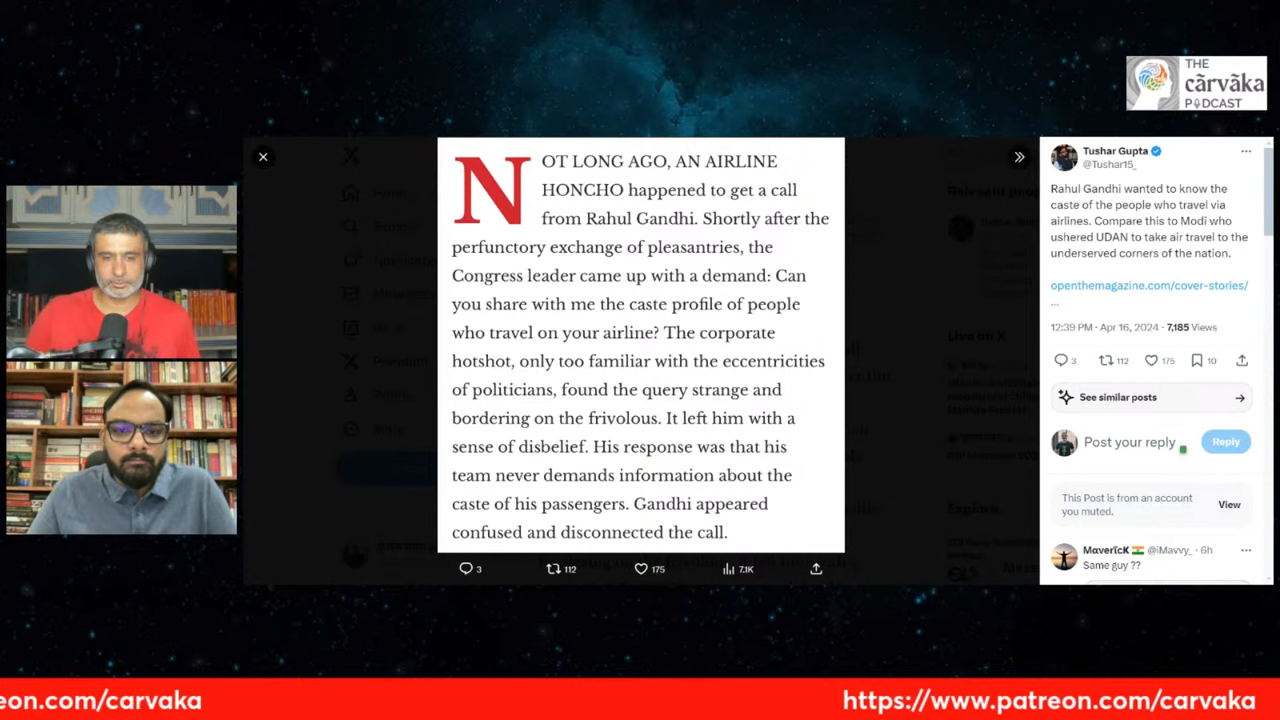 THE
cãrvãka
PODCAST
NOT LONG AGO, AN AIRLINE
HONCHO happened to get a call
from Rahul Gandhi. Shortly after the
perfunctory exchange of pleasantries, the
Congress leader came up with a demand: Can
you share with me the caste profile of people
who travel on your airline? The corporate
hotshot, only too familiar with the eccentricities
of politicians, found the query strange and
bordering on the frivolous. It left him with a
sense of disbelief. His response was that his
team never demands information about the
caste of his passengers. Gandhi appeared
confused and disconnected the call.
3 112 175 7.1K
Tushar Gupta
@Tushar15_
Rahul Gandhi wanted to know the
caste of the people who travel via
airlines. Compare this to Modi who
ushered UDAN to take air travel to the
underserved corners of the nation.
openthemagazine.com/cover-stories/
...
12:39 PM · Apr 16, 2024 · 7,185 Views
3 112 175 10
See similar posts
Post your reply
Reply
This Post is from an account
you muted.
View
MαverῐcK @iMavvy_ · 6h
Same guy ??
eon.com/carvaka
https://www.patreon.com/carvaka